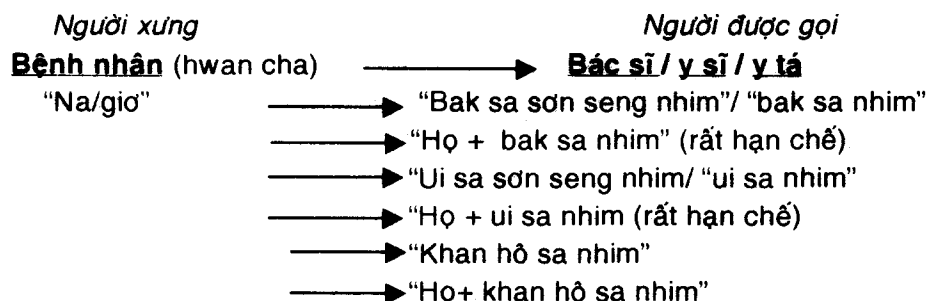 Người xưng Người được gọi
Bệnh nhân (hwan cha) Bác sĩ / y sĩ / y tá
“Na/giơ” “Bak sa sơn seng nhim”/ “bak sa nhim”
“Họ + bak sa nhim” (rất hạn chế)
“Ui sa sơn seng nhim/ “ui sa nhim”
“Họ + ui sa nhim (rất hạn chế)
“Khan hô sa nhim”
“Họ+ khan hô sa nhim”